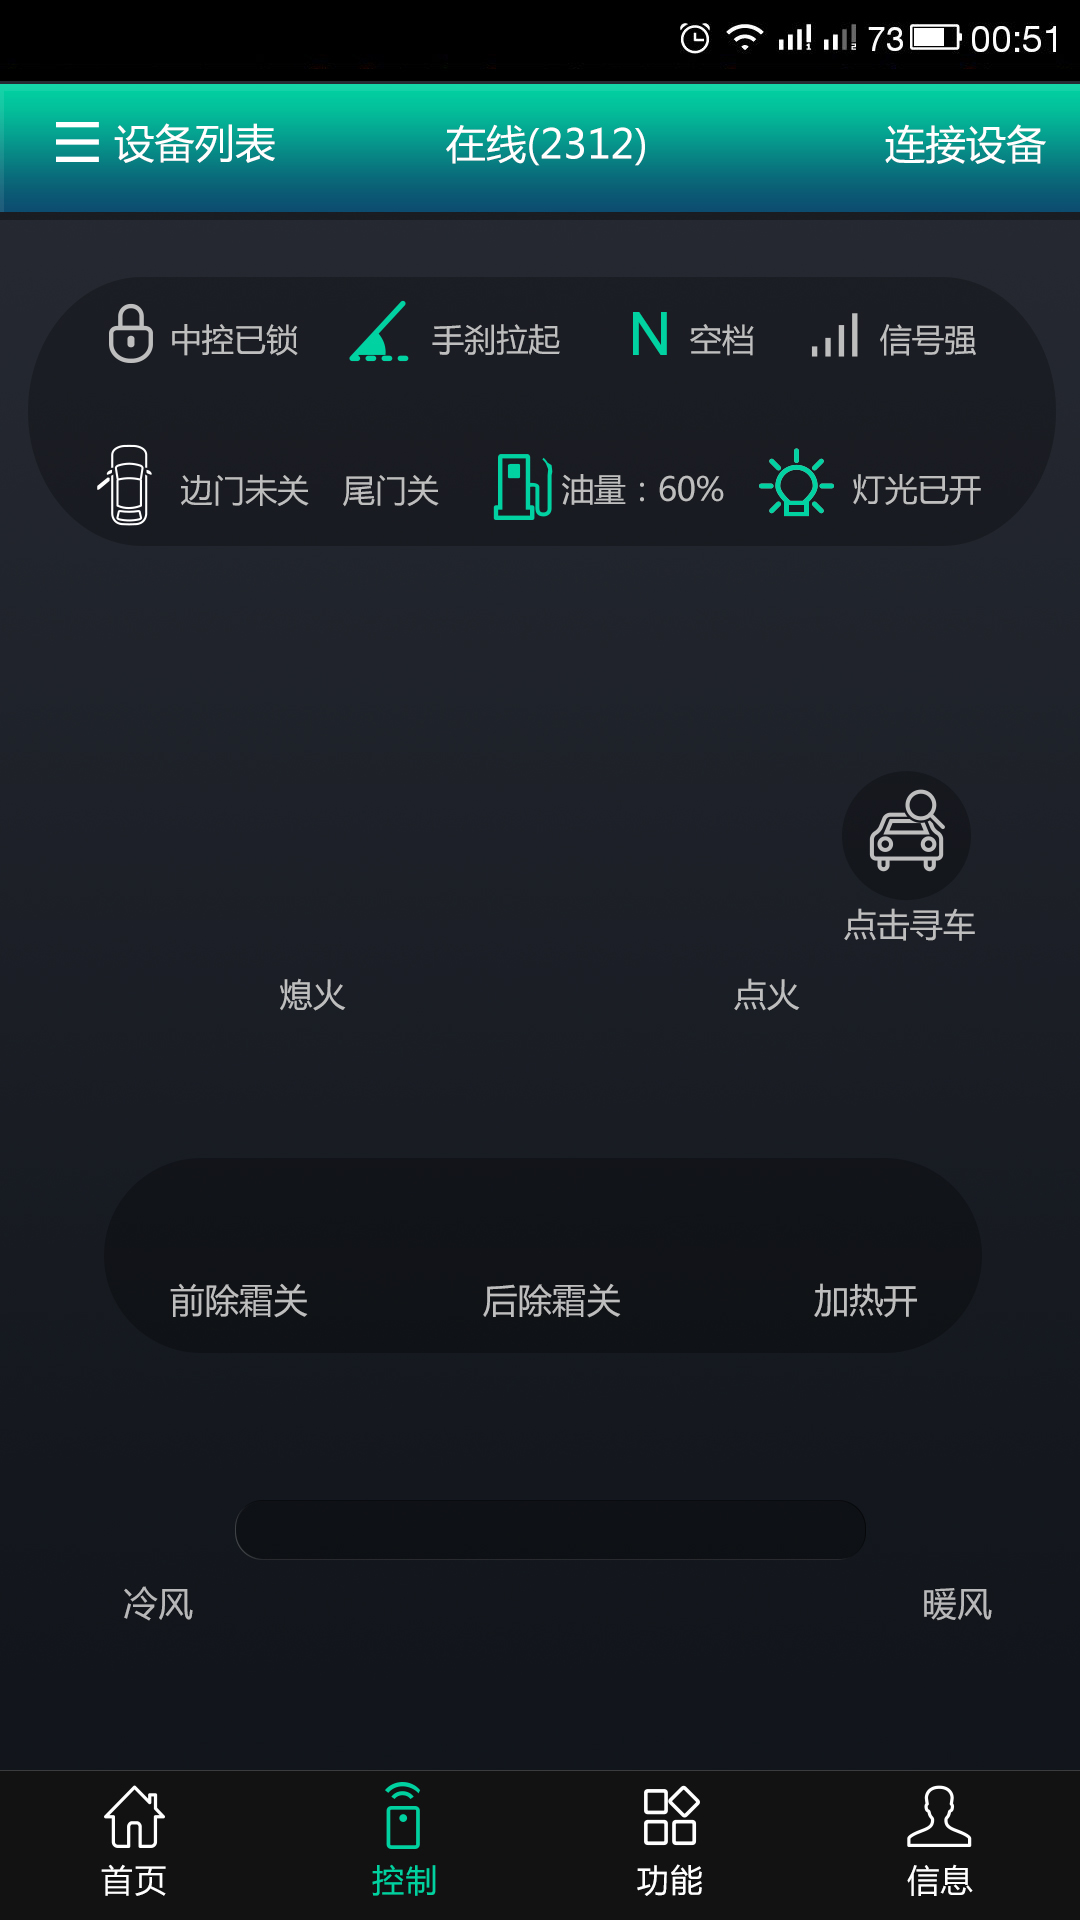 73 00:51
设备列表 在线(2312) 连接设备
中控已锁 手刹拉起 N 空档 信号强
边门未关 尾门关 油量：60% 灯光已开
点击寻车
熄火 点火
前除霜关 后除霜关 加热开
冷风 暖风
首页 控制 功能 信息